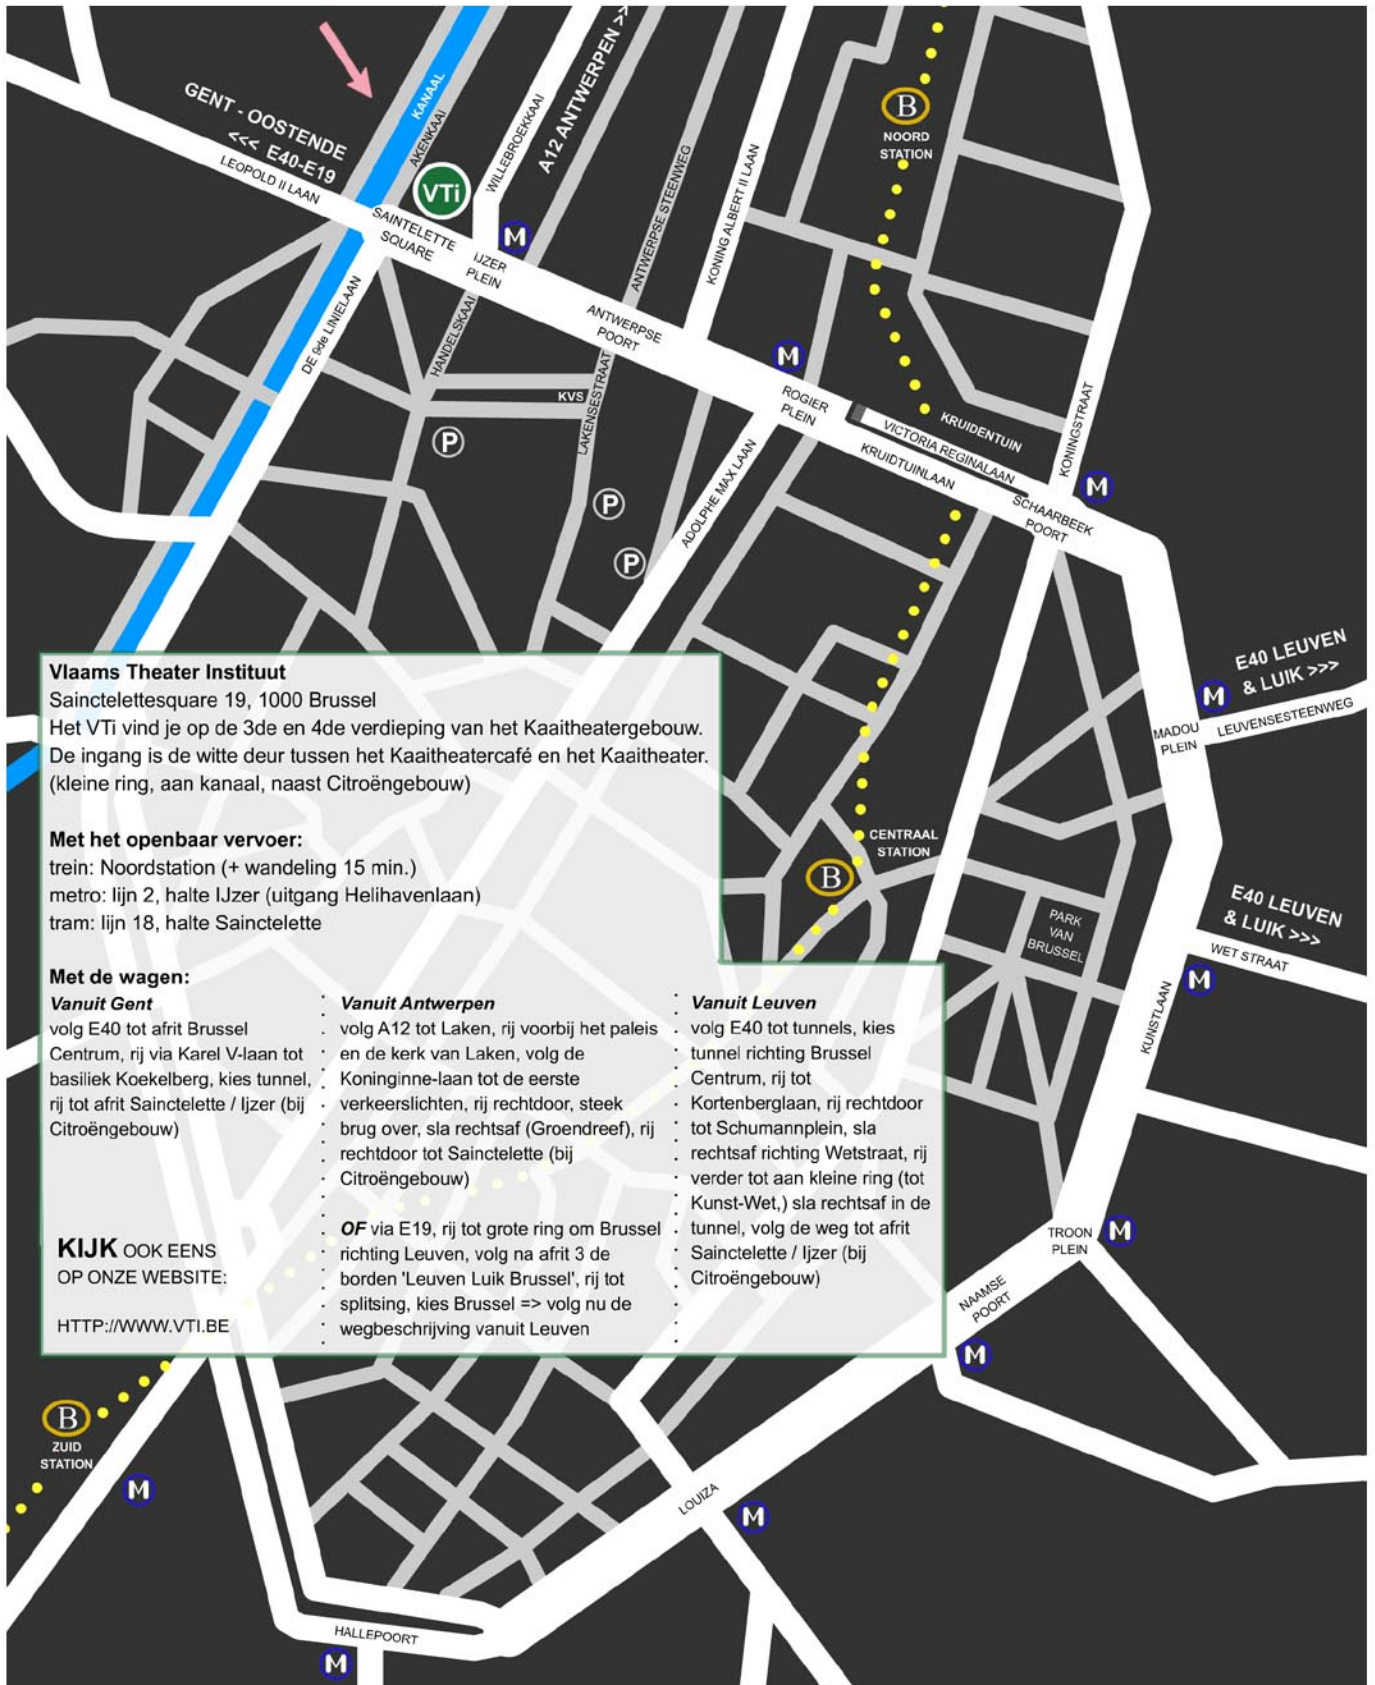 KANAAL
AKENKAAI
WILLEBROEKKAAI
A12 ANTWERPEN >>
GENT - OOSTENDE
<<< E40-E19
LEOPOLD II LAAN
VTi
SAINTELETTE
SQUARE
M
IJZER
PLEIN
ANTWERPSE STEENWEG
KONING ALBERT II LAAN
B
NOORD
STATION
DE 9de LINIELAAN
HANDELSKAAI
ANTWERPSE
POORT
KVS
LAKENSESTRAAT
M
ROGIER
PLEIN
KRUIDENTUIN
VICTORIA REGINALAAN
KRUIDTUINLAAN
KONINGSTRAAT
M
SCHAARBEEK
POORT
ADOLPHE MAX LAAN
P
P
P
E40 LEUVEN
& LUIK >>>
M
MADOU
PLEIN
LEUVENSESTEENWEG
CENTRAAL
STATION
B
PARK
VAN
BRUSSEL
E40 LEUVEN
& LUIK >>>
WET STRAAT
M
KUNSTLAAN
Vlaams Theater Instituut
Sainctelettesquare 19, 1000 Brussel
Het VTi vind je op de 3de en 4de verdieping van het Kaaitheatergebouw.
De ingang is de witte deur tussen het Kaaitheatercafé en het Kaaitheater.
(kleine ring, aan kanaal, naast Citroëngebouw)
Met het openbaar vervoer:
trein: Noordstation (+ wandeling 15 min.)
metro: lijn 2, halte IJzer (uitgang Helihavenlaan)
tram: lijn 18, halte Sainctelette
Met de wagen:
Vanuit Gent
volg E40 tot afrit Brussel
Centrum, rij via Karel V-laan tot
basiliek Koekelberg, kies tunnel,
rij tot afrit Sainctelette / Ijzer (bij
Citroëngebouw)
KIJK OOK EENS
OP ONZE WEBSITE:
HTTP://WWW.VTI.BE
Vanuit Antwerpen
volg A12 tot Laken, rij voorbij het paleis
en de kerk van Laken, volg de
Koninginne-laan tot de eerste
verkeerslichten, rij rechtdoor, steek
brug over, sla rechtsaf (Groendreef), rij
rechtdoor tot Sainctelette (bij
Citroëngebouw)
OF via E19, rij tot grote ring om Brussel
richting Leuven, volg na afrit 3 de
borden 'Leuven Luik Brussel', rij tot
splitsing, kies Brussel => volg nu de
wegbeschrijving vanuit Leuven
Vanuit Leuven
volg E40 tot tunnels, kies
tunnel richting Brussel
Centrum, rij tot
Kortenberglaan, rij rechtdoor
tot Schumannplein, sla
rechtsaf richting Wetstraat, rij
verder tot aan kleine ring (tot
Kunst-Wet,) sla rechtsaf in de
tunnel, volg de weg tot afrit
Sainctelette / Ijzer (bij
Citroëngebouw)
TROON
PLEIN
M
NAAMSE
POORT
M
B
ZUID
STATION
M
LOUIZA
M
HALLEPOORT
M